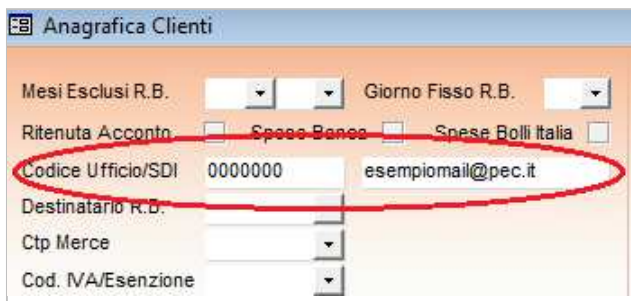 Anagrafica Clienti
Mesi Esclusi R.B. Giorno Fisso R.B.
Ritenuta Acconto Spese Banca Spese Bolli Italia
Codice Ufficio/SDI 0000000 esempiomail@pec.it
Destinatario R.B.
Ctp Merce
Cod. IVA/Esenzione